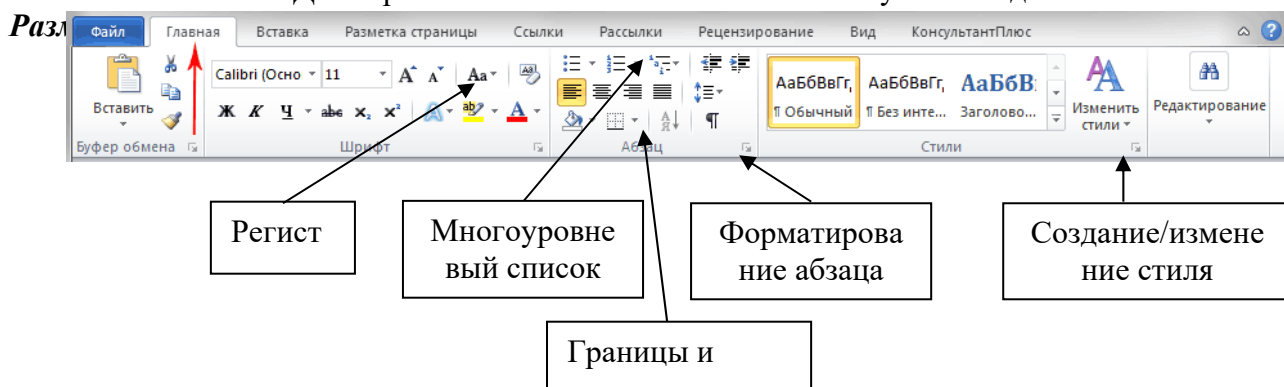 Разм
Файл Главная Вставка Разметка страницы Ссылки Рассылки Рецензирование Вид КонсультантПлюс
Вставить
Calibri (Осно 11 Aa
Ж К Ч abc x₂ x² A ab A
АаБбВвГг, АаБбВвГг, АаБбВ
¶ Обычный ¶ Без инте... Заголово...
Изменить стили
Редактирование
Буфер обмена Шрифт Абзац Стили
Регист
Многоуровне
вый список
Форматирова
ние абзаца
Создание/измене
ние стиля
Границы и